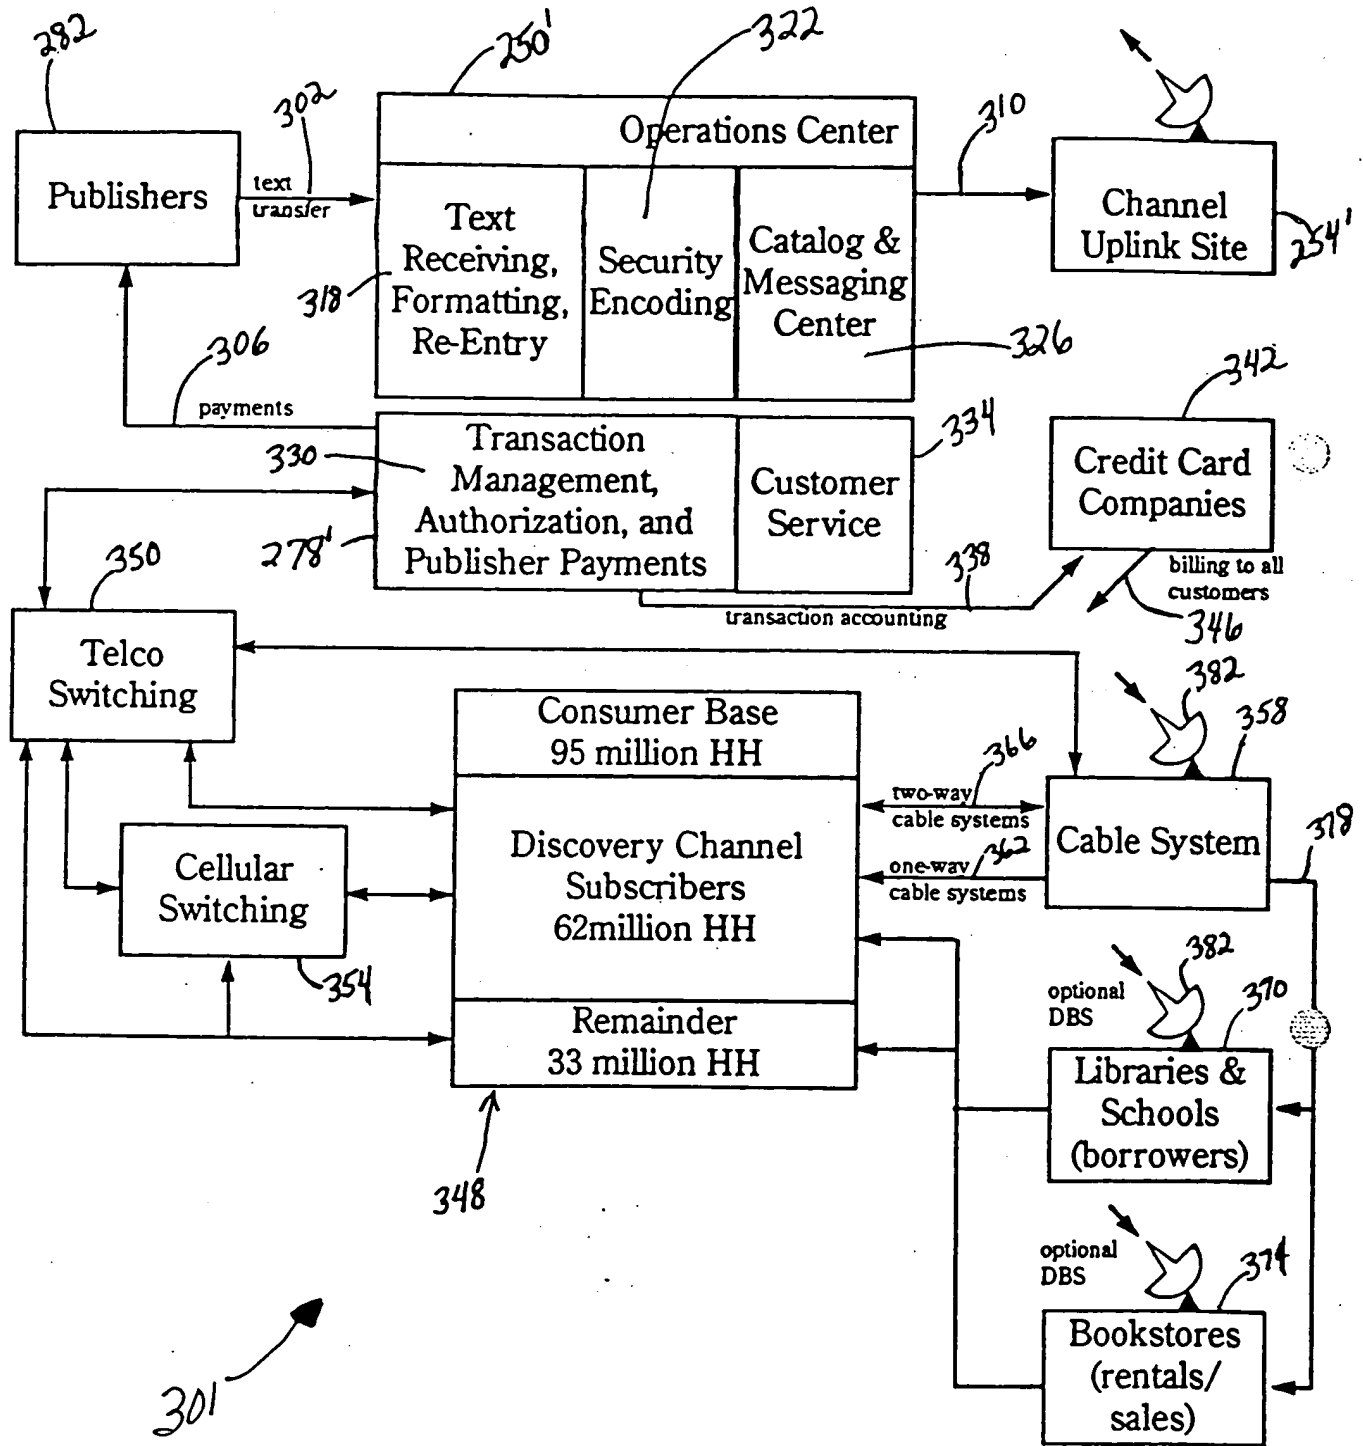 282
250'
322
302
310
Operations Center
Publishers
text
transfer
Text
Receiving,
Formatting,
Re-Entry
318
Security
Encoding
Catalog &
Messaging
Center
326
Channel
Uplink Site
254'
306
payments
342
330
Transaction
Management,
Authorization, and
Publisher Payments
278'
Customer
Service
334
Credit Card
Companies
338
billing to all
customers
346
transaction accounting
350
Telco
Switching
382
358
Consumer Base
95 million HH
366
two-way
cable systems
Discovery Channel
Subscribers
62million HH
362
one-way
cable systems
Cable System
378
Cellular
Switching
354
382
370
optional
DBS
Remainder
33 million HH
Libraries &
Schools
(borrowers)
348
optional
DBS
374
Bookstores
(rentals/
sales)
301